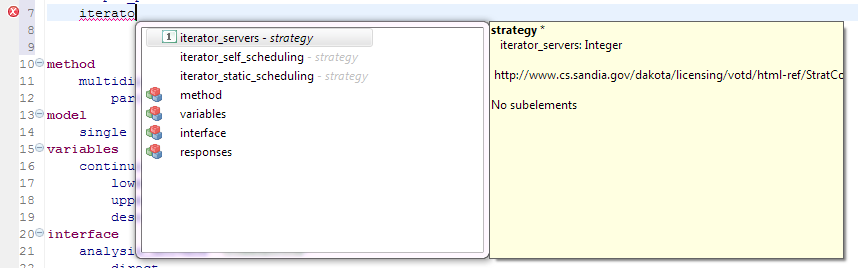 7 iterato
8
9
10 method
11 multidi
12 par
13 model
14 single
15 variables
16 continuo
17 low
18 upp
19 des
20 interface
21 analysi
22 direct
1 iterator_servers - strategy
iterator_self_scheduling - strategy
iterator_static_scheduling - strategy
method
variables
interface
responses
strategy *
iterator_servers: Integer
http://www.cs.sandia.gov/dakota/licensing/votd/html-ref/StratCo
No subelements